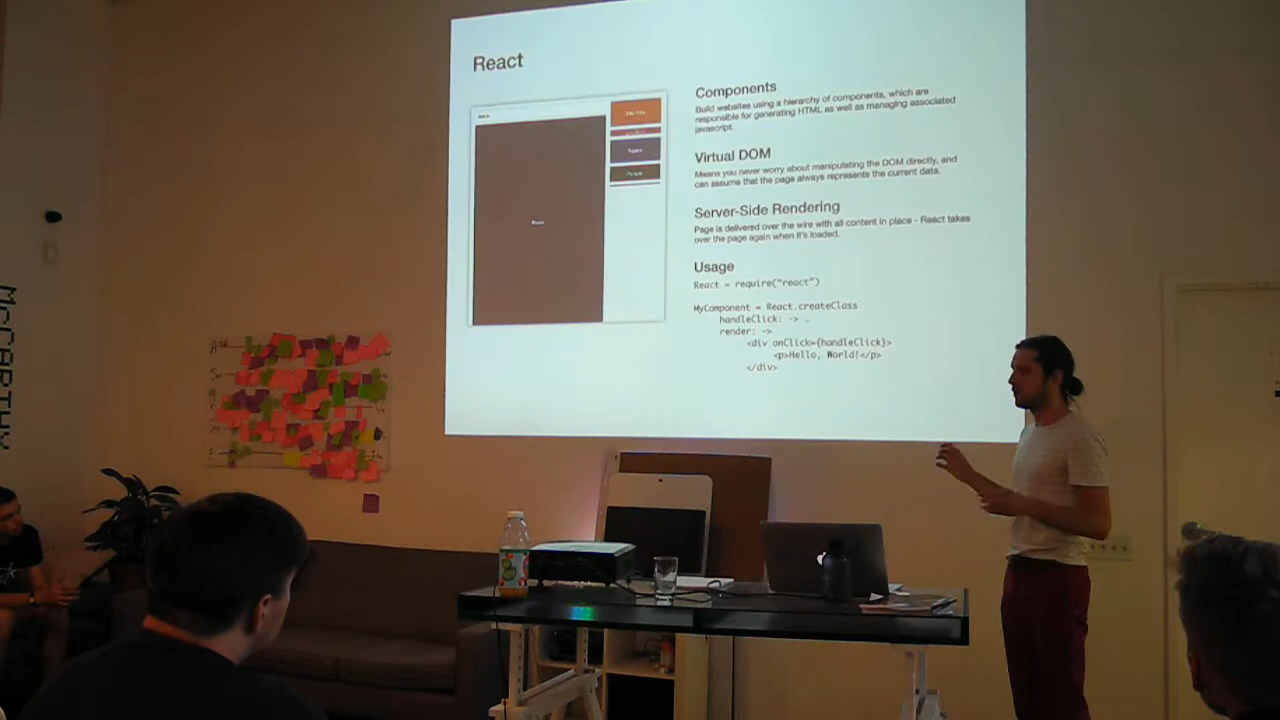 React
Components
Build websites using a hierarchy of components, which are
responsible for generating HTML as well as managing associated
javascript.
Virtual DOM
Means you never worry about manipulating the DOM directly, and
can assume that the page always represents the current data.
Server-Side Rendering
Page is delivered over the wire with all content in place - React takes
over the page again when it's loaded.
Usage
React = require("react")
MyComponent = React.createClass
handleClick: -> …
render: ->
<div onClick={handleClick}>
<p>Hello, World!</p>
</div>
McCARTHY